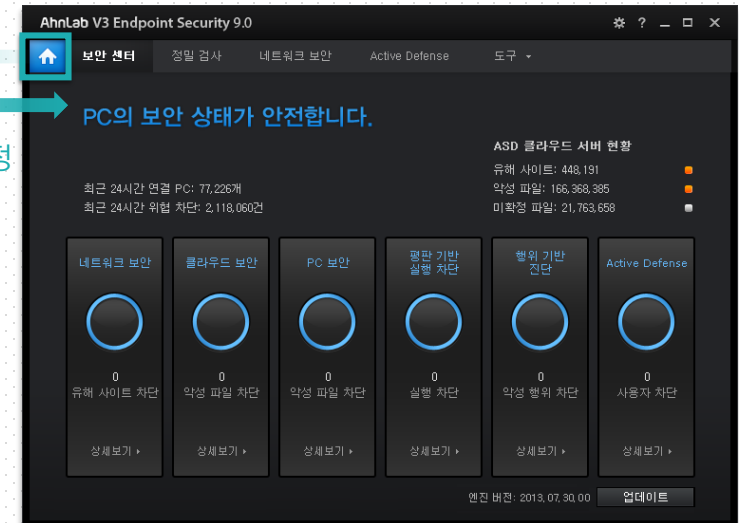 AhnLab V3 Endpoint Security 9.0
보안 센터 정밀 검사 네트워크 보안 Active Defense 도구
PC의 보안 상태가 안전합니다.
정
ASD 클라우드 서버 현황
유해 사이트: 448,191
최근 24시간 연결 PC: 77,226개
악성 파일: 166,368,385
최근 24시간 위협 차단: 2,118,060건
미확정 파일: 21,763,658
네트워크 보안
0
유해 사이트 차단
상세보기
클라우드 보안
0
악성 파일 차단
상세보기
PC 보안
0
악성 파일 차단
상세보기
평판 기반
실행 차단
0
실행 차단
상세보기
행위 기반
진단
0
악성 행위 차단
상세보기
Active Defense
0
사용자 차단
상세보기
엔진 버전: 2013.07.30.00 업데이트